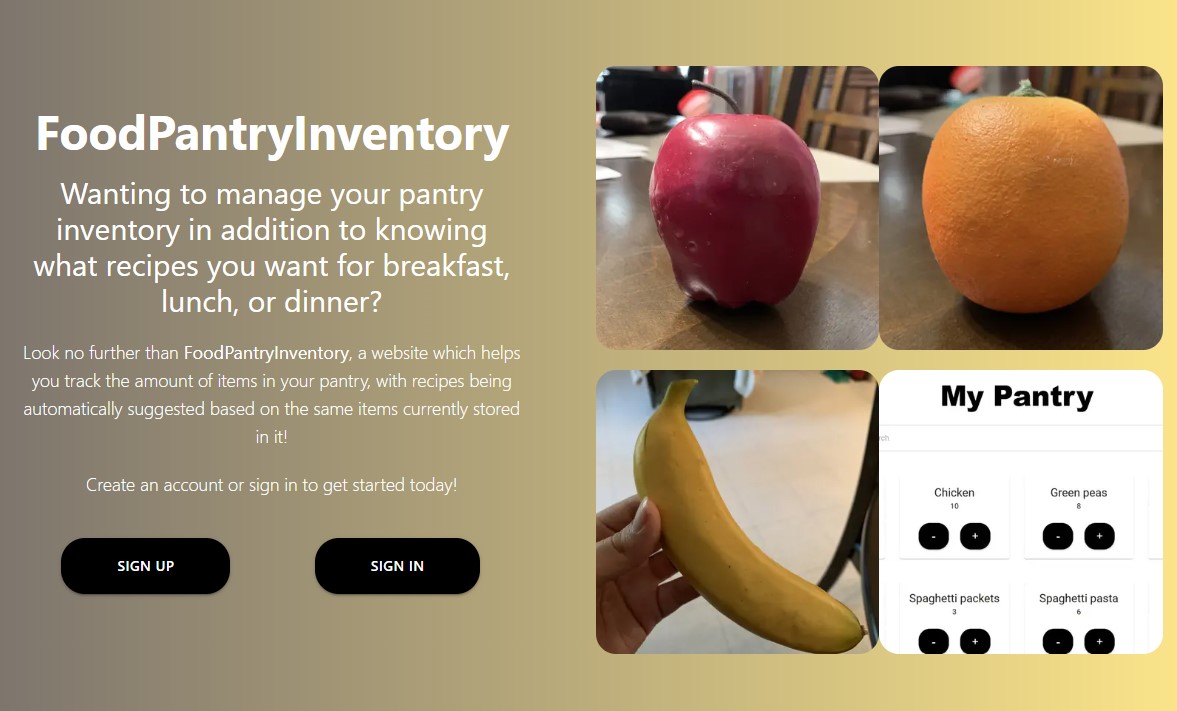 FoodPantryInventory
Wanting to manage your pantry
inventory in addition to knowing
what recipes you want for breakfast,
lunch, or dinner?
Look no further than FoodPantryInventory, a website which helps
you track the amount of items in your pantry, with recipes being
automatically suggested based on the same items currently stored
in it!
Create an account or sign in to get started today!
SIGN UP
SIGN IN
My Pantry
rch
Chicken
10
- +
Green peas
8
- +
Spaghetti packets
3
- +
Spaghetti pasta
6
- +